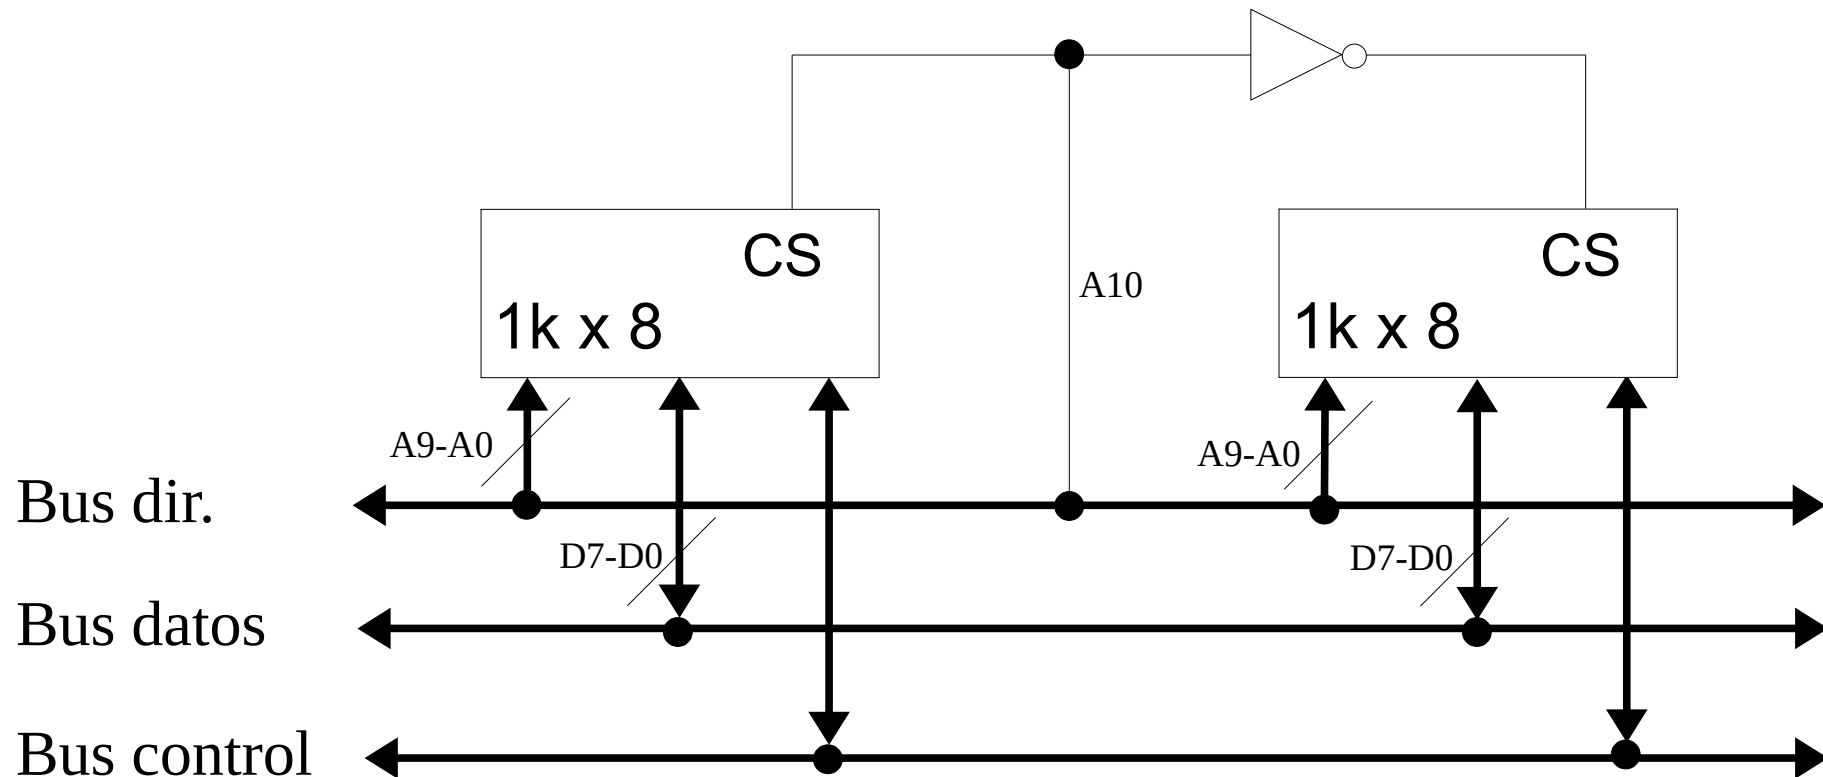 CS
1k x 8
CS
1k x 8
A10
A9-A0
A9-A0
Bus dir.
D7-D0
D7-D0
Bus datos
Bus control